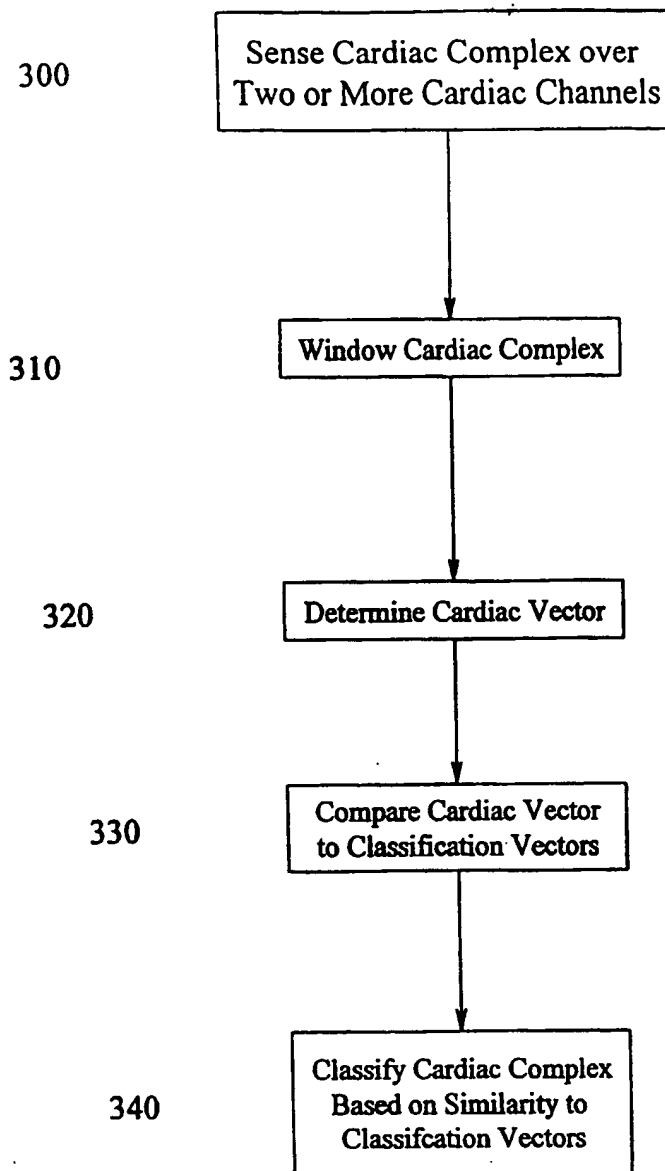 300
Sense Cardiac Complex over
Two or More Cardiac Channels
310
Window Cardiac Complex
320
Determine Cardiac Vector
330
Compare Cardiac Vector
to Classification Vectors
340
Classify Cardiac Complex
Based on Similarity to
Classifcation Vectors